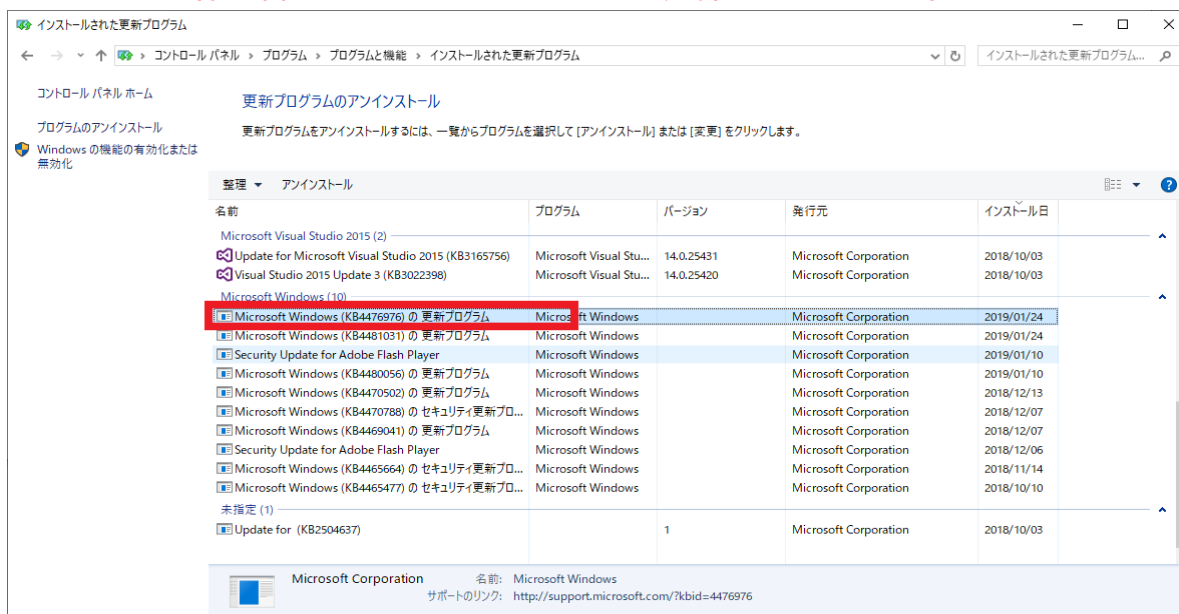 インストールされた更新プログラム
コントロール パネル › プログラム › プログラムと機能 › インストールされた更新プログラム
インストールされた更新プログラム...
コントロール パネル ホーム
プログラムのアンインストール
Windows の機能の有効化または
無効化
更新プログラムのアンインストール
更新プログラムをアンインストールするには、一覧からプログラムを選択して [アンインストール] または [変更] をクリックします。
整理 アンインストール
名前 プログラム バージョン 発行元 インストール日
Microsoft Visual Studio 2015 (2)
Update for Microsoft Visual Studio 2015 (KB3165756) Microsoft Visual Stu... 14.0.25431 Microsoft Corporation 2018/10/03
Visual Studio 2015 Update 3 (KB3022398) Microsoft Visual Stu... 14.0.25420 Microsoft Corporation 2018/10/03
Microsoft Windows (10)
Microsoft Windows (KB4476976) の 更新プログラム Microsoft Windows Microsoft Corporation 2019/01/24
Microsoft Windows (KB4481031) の 更新プログラム Microsoft Windows Microsoft Corporation 2019/01/24
Security Update for Adobe Flash Player Microsoft Windows Microsoft Corporation 2019/01/10
Microsoft Windows (KB4480056) の 更新プログラム Microsoft Windows Microsoft Corporation 2019/01/10
Microsoft Windows (KB4470502) の 更新プログラム Microsoft Windows Microsoft Corporation 2018/12/13
Microsoft Windows (KB4470788) の セキュリティ更新プロ... Microsoft Windows Microsoft Corporation 2018/12/07
Microsoft Windows (KB4469041) の 更新プログラム Microsoft Windows Microsoft Corporation 2018/12/07
Security Update for Adobe Flash Player Microsoft Windows Microsoft Corporation 2018/12/06
Microsoft Windows (KB4465664) の セキュリティ更新プロ... Microsoft Windows Microsoft Corporation 2018/11/14
Microsoft Windows (KB4465477) の セキュリティ更新プロ... Microsoft Windows Microsoft Corporation 2018/10/10
未指定 (1)
Update for (KB2504637) 1 Microsoft Corporation 2018/10/03
Microsoft Corporation 名前: Microsoft Windows
サポートのリンク: http://support.microsoft.com/?kbid=4476976